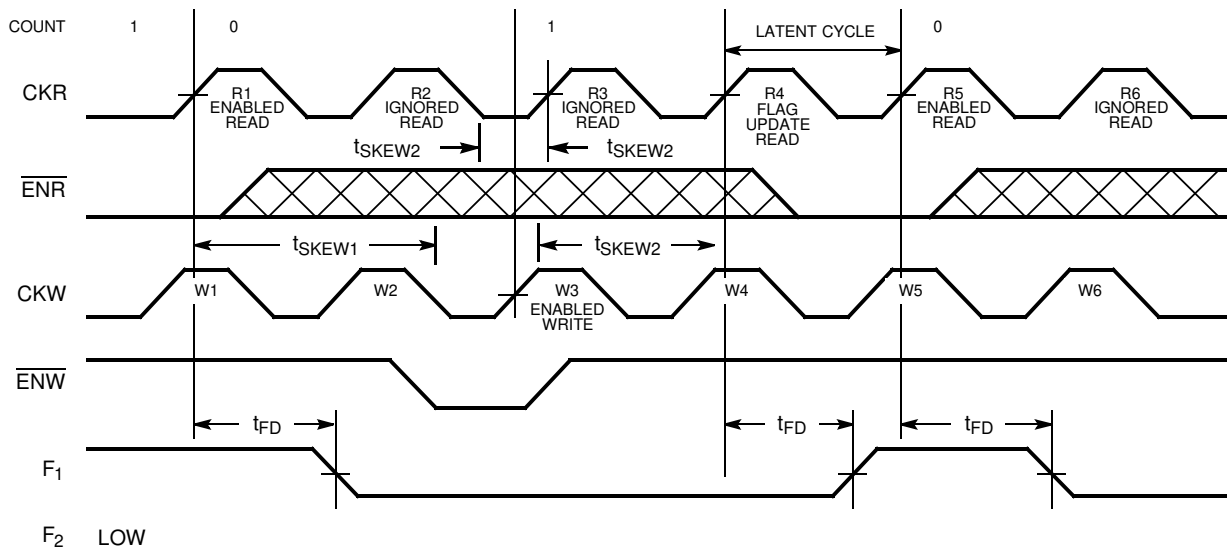 COUNT 1 0 1 LATENT CYCLE 0
CKR
R1 ENABLED READ
R2 IGNORED READ
R3 IGNORED READ
R4 FLAG UPDATE READ
R5 ENABLED READ
R6 IGNORED READ
tSKEW2 tSKEW2
ENR
tSKEW1 tSKEW2
CKW
W1
W2
W3 ENABLED WRITE
W4
W5
W6
ENW
tFD tFD tFD
F1
F2 LOW